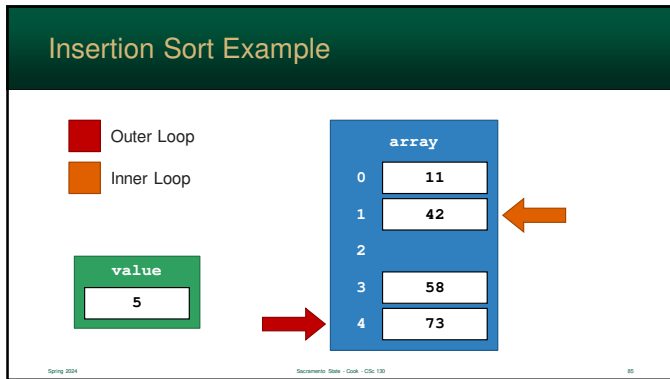 Insertion Sort Example
Outer Loop
Inner Loop
array
0 11
1 42
2
3 58
4 73
value
5
Spring 2024
Sacramento State - Cook - CSc 130
85